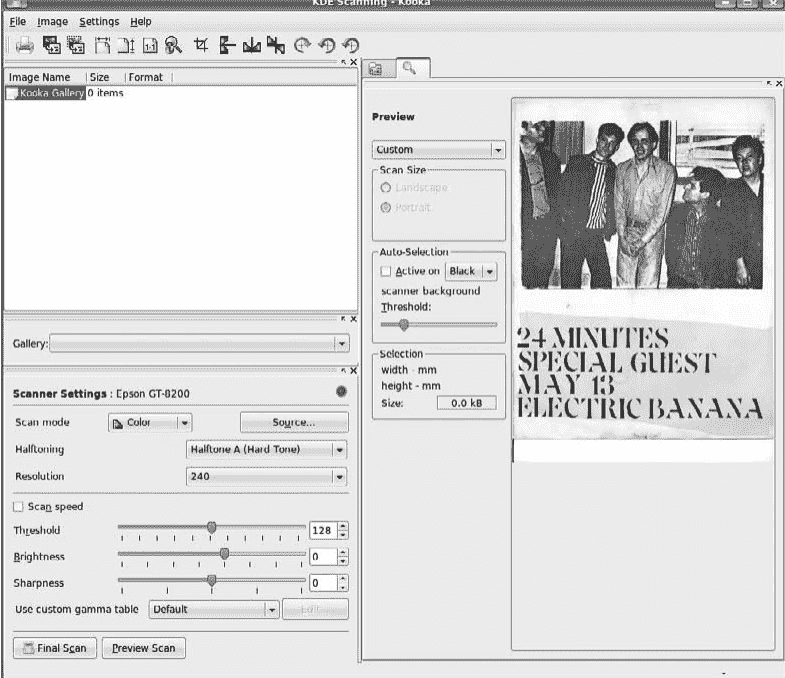 KDE Scanning - Kooka
File Image Settings Help
Image Name Size Format
Kooka Gallery 0 items
Gallery:
Scanner Settings : Epson GT-8200
Scan mode Color Source...
Halftoning Halftone A (Hard Tone)
Resolution 240
Scan speed
Threshold 128
Brightness 0
Sharpness 0
Use custom gamma table Default Edit...
Final Scan Preview Scan
Preview
Custom
Scan Size
Landscape
Portrait
Auto-Selection
Active on Black
scanner background
Threshold:
Selection
width - mm
height - mm
Size: 0.0 kB
24 MINUTES
SPECIAL GUEST
MAY 13
ELECTRIC BANANA